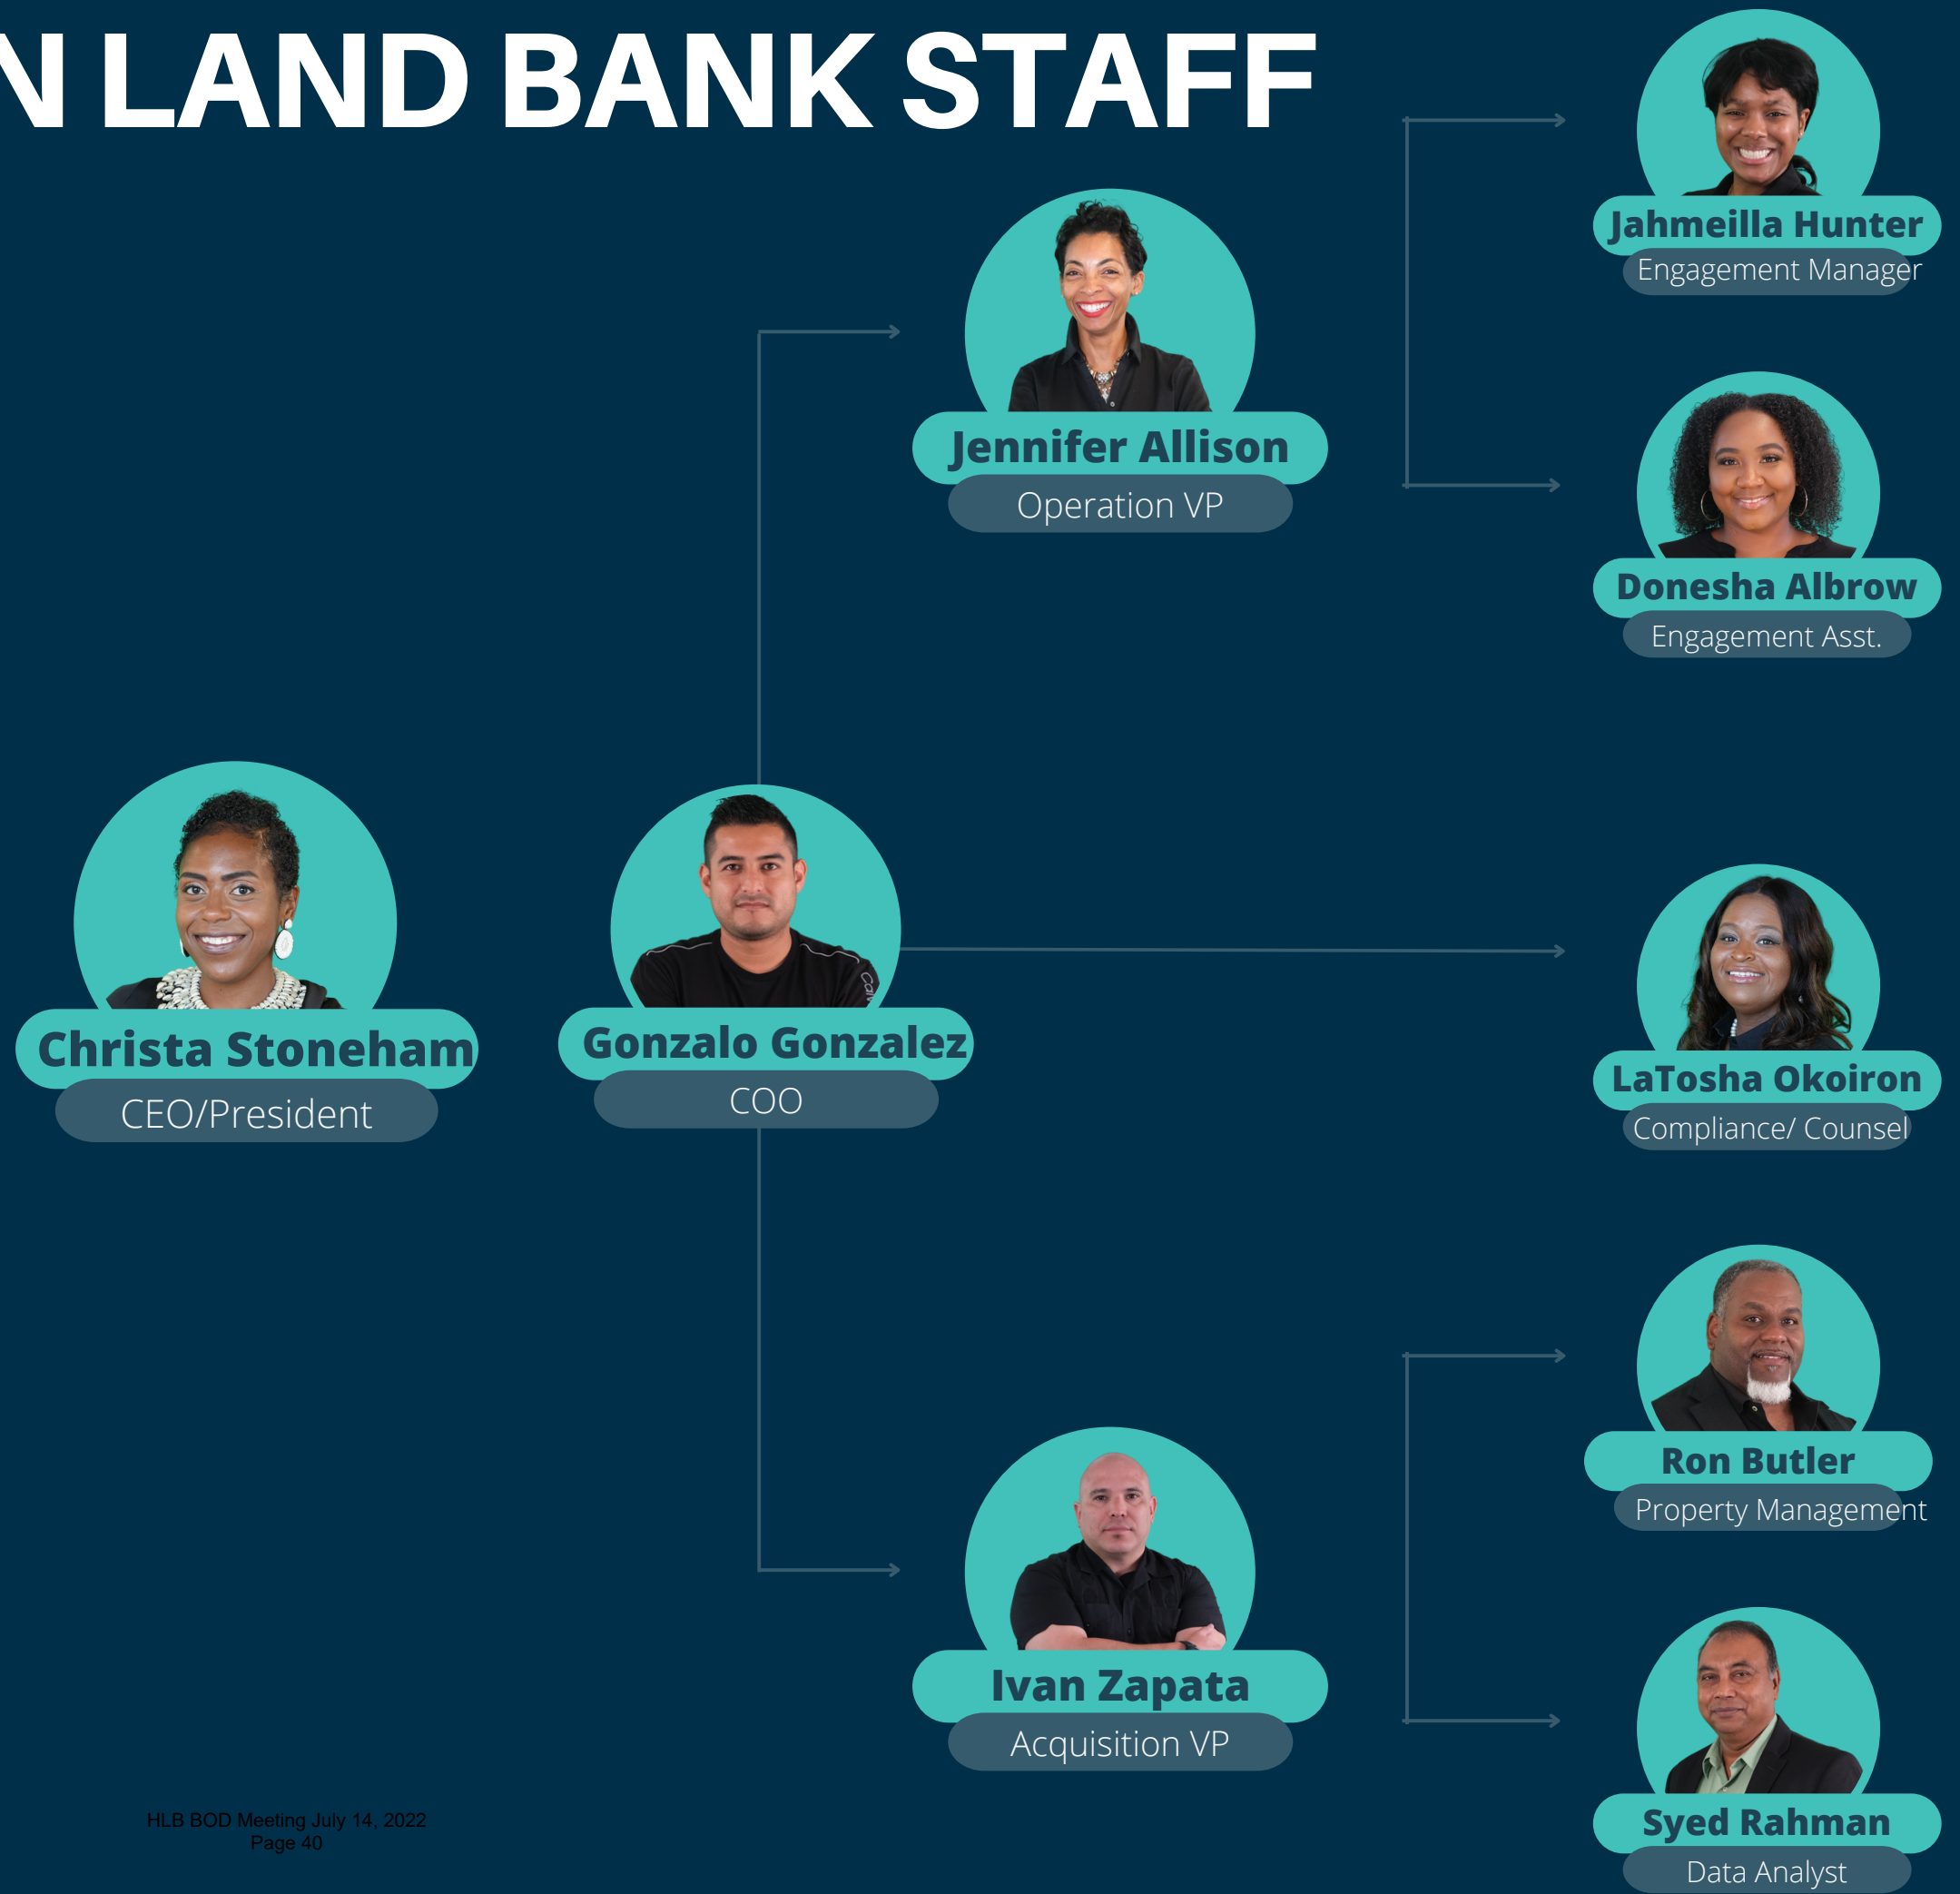 N LAND BANK STAFF
Jahmeilla Hunter
Engagement Manager
Jennifer Allison
Operation VP
Donesha Albrow
Engagement Asst.
Christa Stoneham
CEO/President
Gonzalo Gonzalez
COO
LaTosha Okoiron
Compliance/ Counsel
Ron Butler
Property Management
Ivan Zapata
Acquisition VP
Syed Rahman
Data Analyst
HLB BOD Meeting July 14, 2022
Page 40